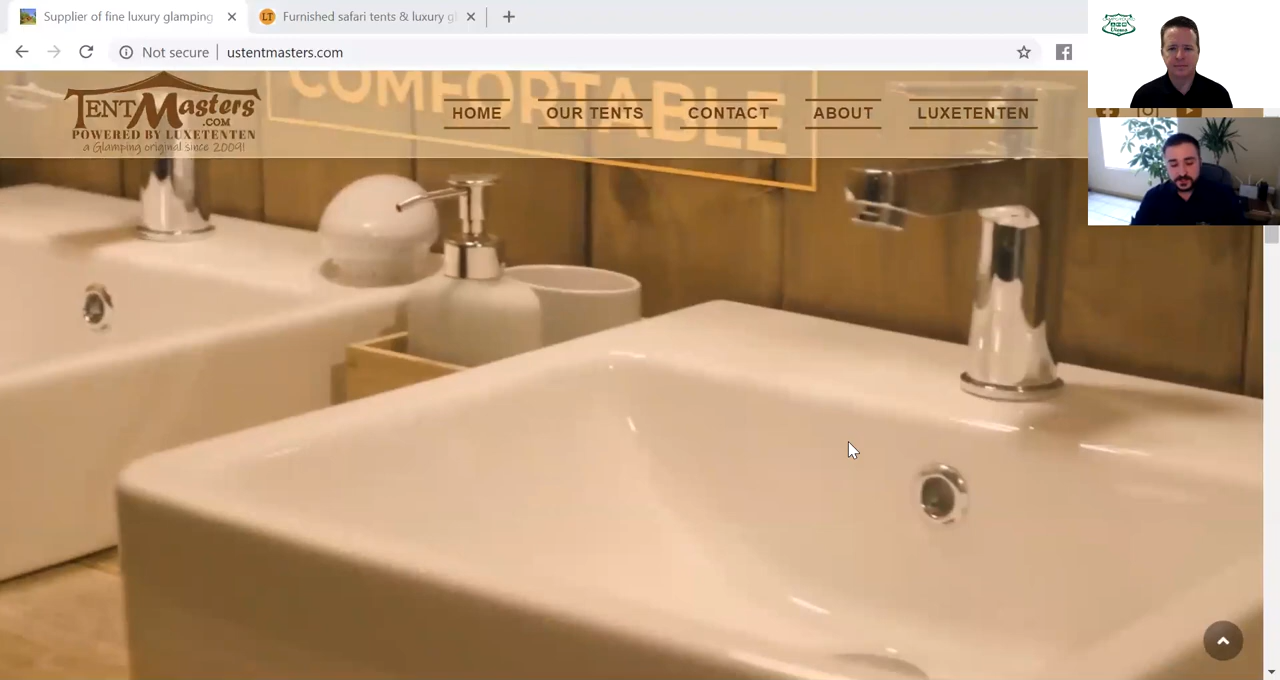 Supplier of fine luxury glamping
Furnished safari tents & luxury gl
Not secure
ustentmasters.com
COMFORTABLE
TENTMasters
.COM
POWERED BY LUXETENTEN
a Glamping original since 2009!
HOME
OUR TENTS
CONTACT
ABOUT
LUXETENTEN
LT